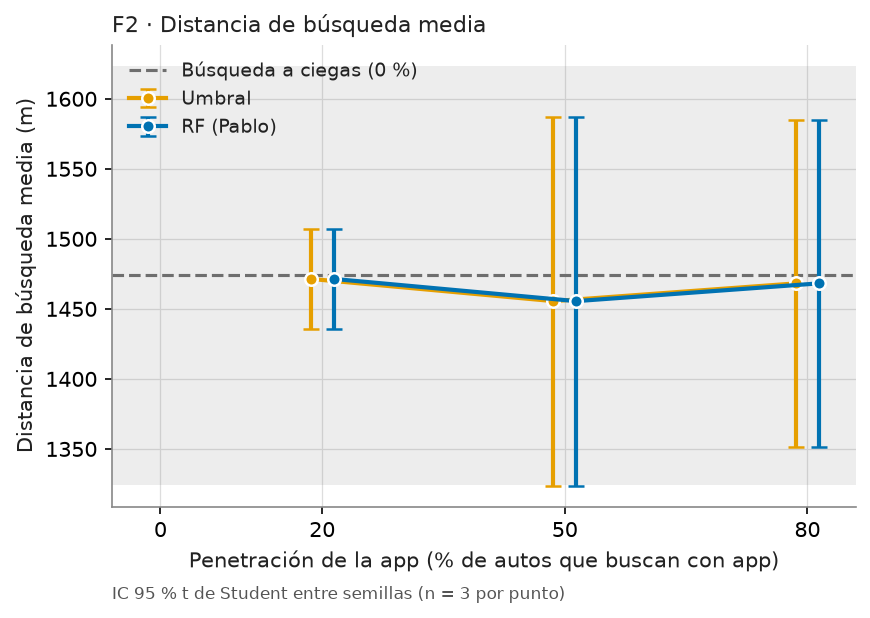 F2 · Distancia de búsqueda media
Búsqueda a ciegas (0 %)
Umbral
RF (Pablo)
Distancia de búsqueda media (m)
1600
1550
1500
1450
1400
1350
0 20 50 80
Penetración de la app (% de autos que buscan con app)
IC 95 % t de Student entre semillas (n = 3 por punto)